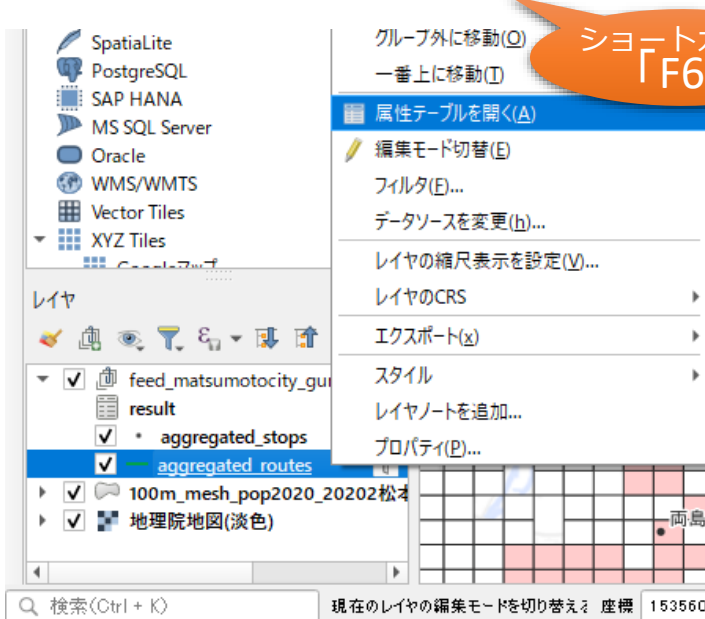 SpatiaLite
PostgreSQL
SAP HANA
MS SQL Server
Oracle
WMS/WMTS
Vector Tiles
XYZ Tiles
レイヤ
feed_matsumotocity_gur
result
aggregated_stops
aggregated_routes
100m_mesh_pop2020_20202松本
地理院地図(淡色)
検索(Ctrl + K)
グループ外に移動(O)
一番上に移動(T)
属性テーブルを開く(A)
編集モード切替(E)
フィルタ(F)...
データソースを変更(h)...
レイヤの縮尺表示を設定(V)...
レイヤのCRS
エクスポート(x)
スタイル
レイヤノートを追加...
プロパティ(P)...
ショート
「F6
両島
現在のレイヤの編集モードを切り替える 座標 153560